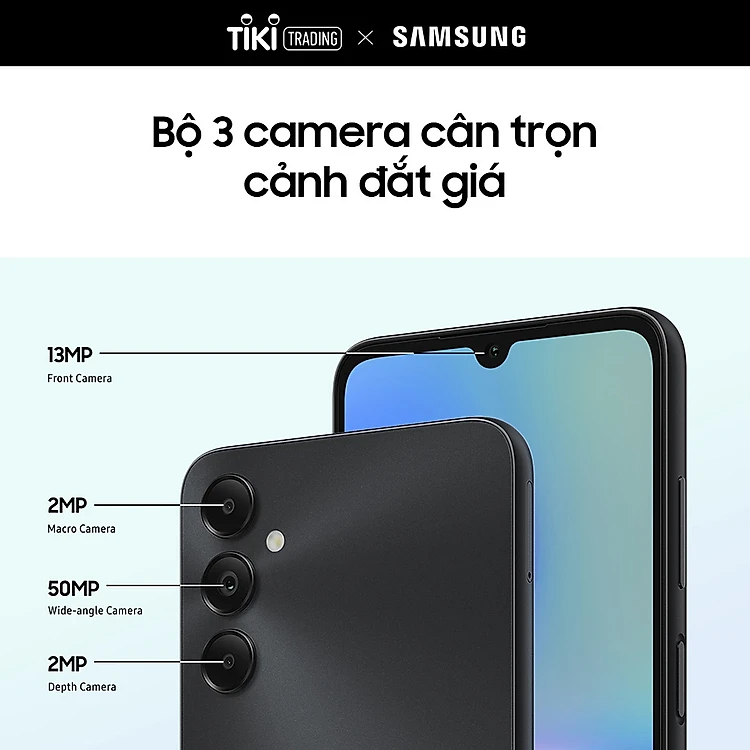 TIKI TRADING × SAMSUNG
Bộ 3 camera cân trọn
cảnh đắt giá
13MP
Front Camera
2MP
Macro Camera
50MP
Wide-angle Camera
2MP
Depth Camera